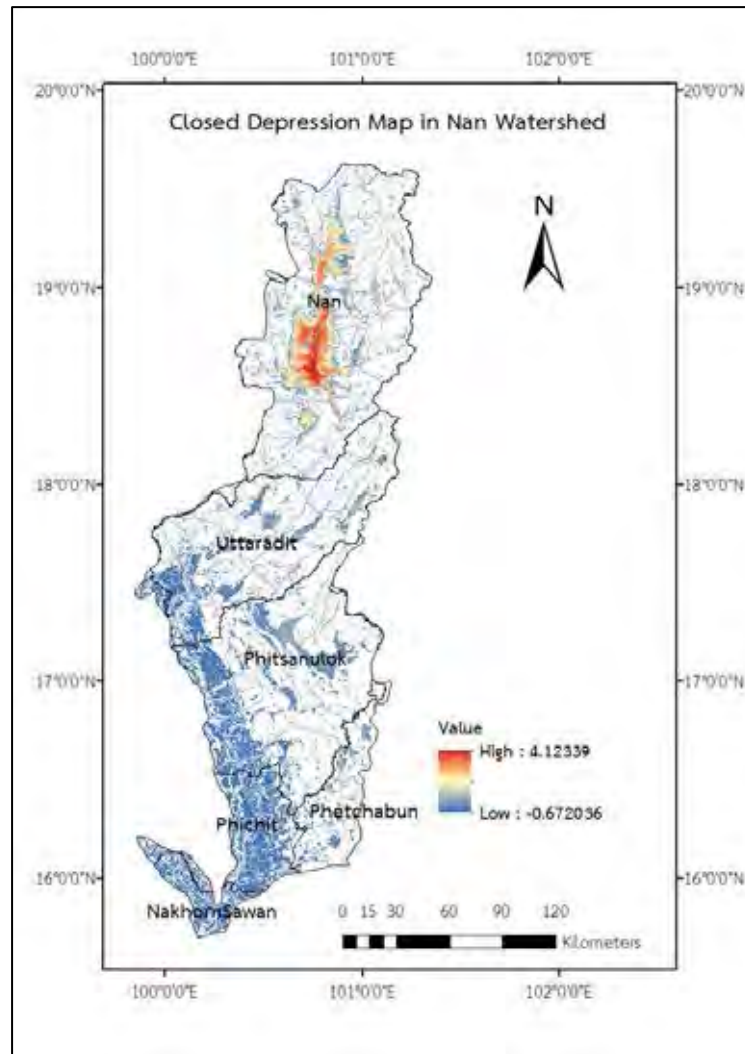 100°0'0"E 101°0'0"E 102°0'0"E
20°0'0"N 20°0'0"N
Closed Depression Map in Nan Watershed
N
19°0'0"N 19°0'0"N
Nan
18°0'0"N 18°0'0"N
Uttaradit
Phitsanulok
17°0'0"N 17°0'0"N
Value
High : 4.12339
Low : -0.672036
Phetchabun
Phichit
16°0'0"N 16°0'0"N
NakhornSawan
0 15 30 60 90 120
Kilometers
100°0'0"E 101°0'0"E 102°0'0"E